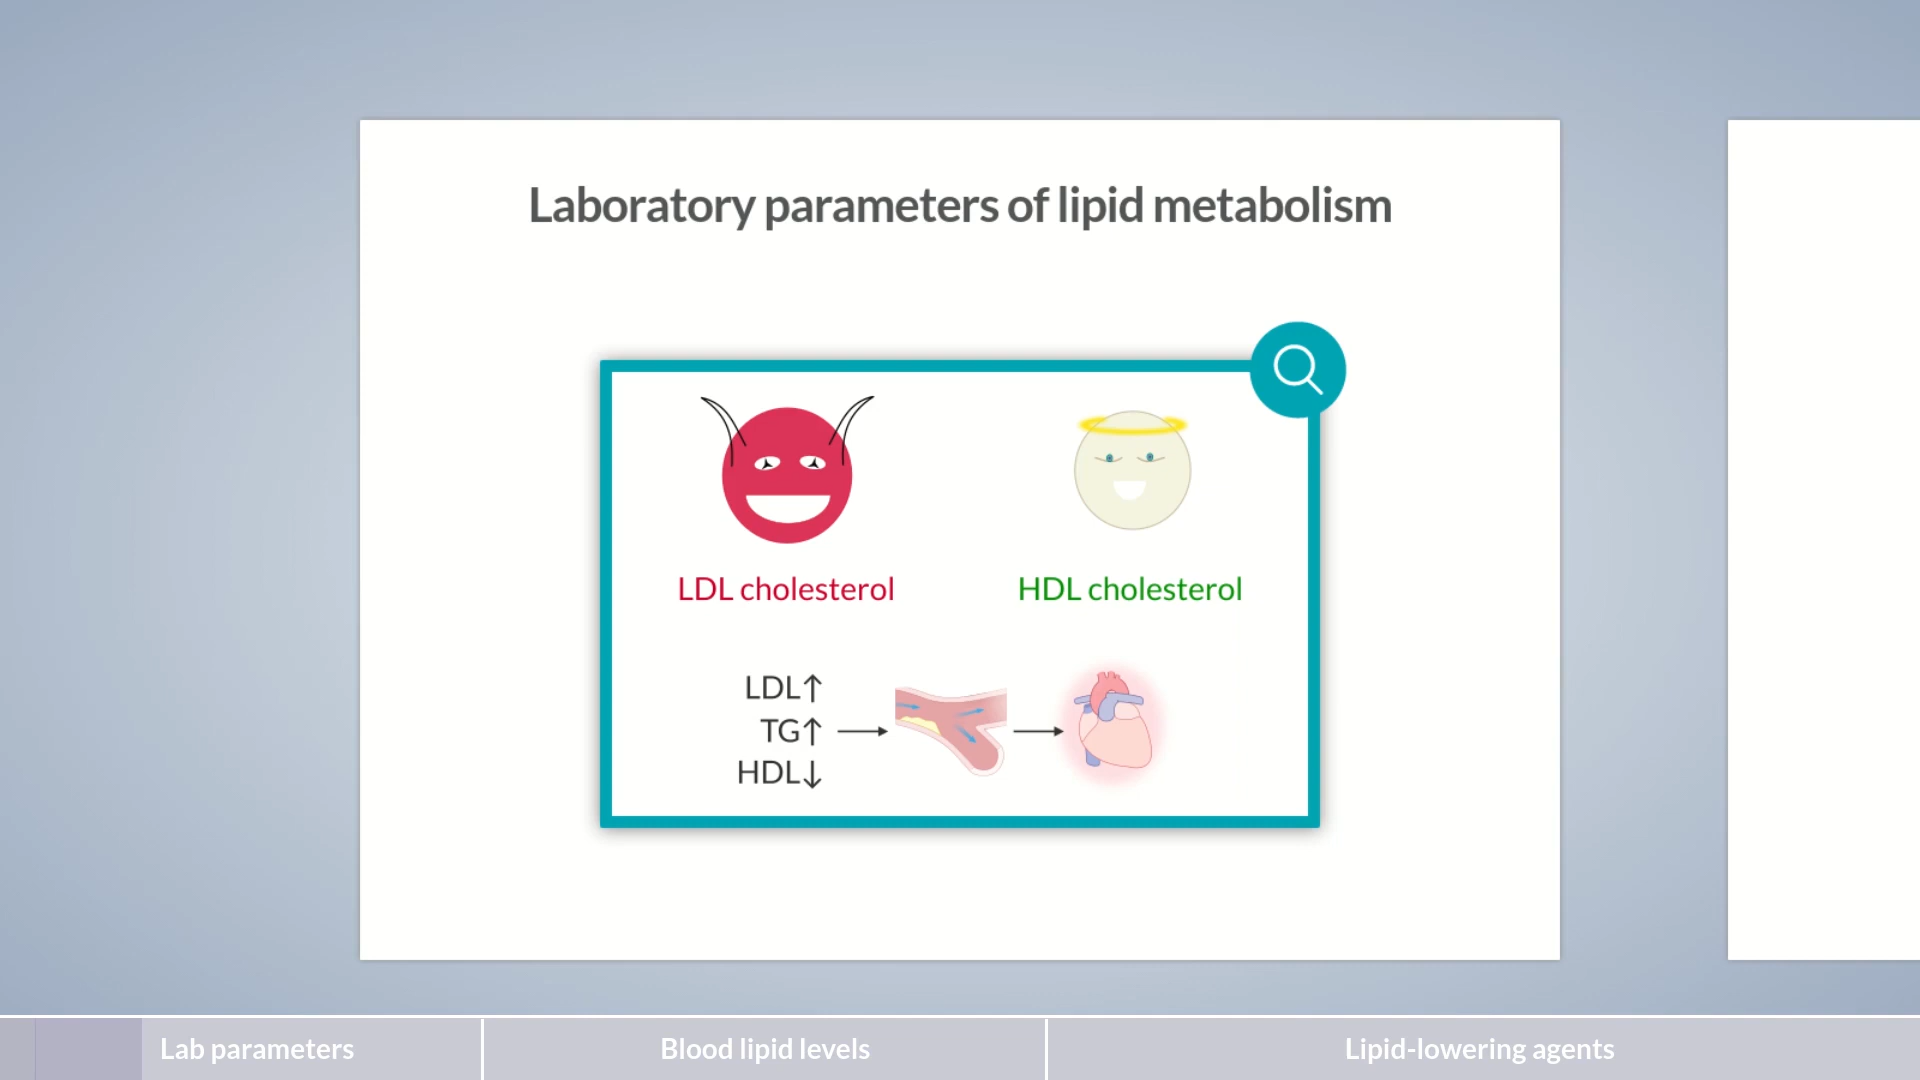 Laboratory parameters of lipid metabolism
LDL cholesterol
HDL cholesterol
LDL↑
TG↑
HDL↓
Lab parameters
Blood lipid levels
Lipid-lowering agents